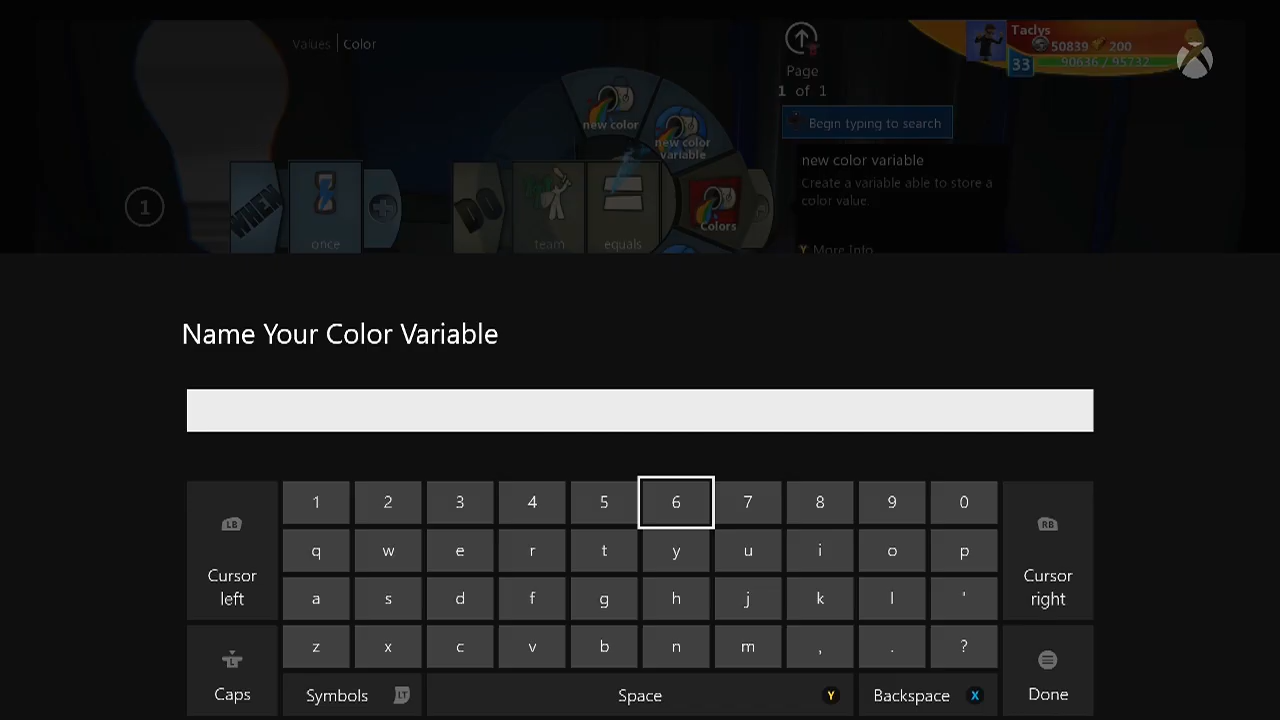 Values | Color
Taclys
50839 200
33 90636 / 95732
Page
1 of 1
new color
Begin typing to search
new color
variable
new color variable
Create a variable able to store a
color value.
1
WHEN
DO
Colors
once
team
equals
Y More Info
Name Your Color Variable
1 2 3 4 5 6 7 8 9 0
LB
RB
q w e r t y u i o p
Cursor
left
Cursor
right
a s d f g h j k l '
z x c v b n m , . ?
L
Caps
Symbols LT
Space Y
Backspace X
Done